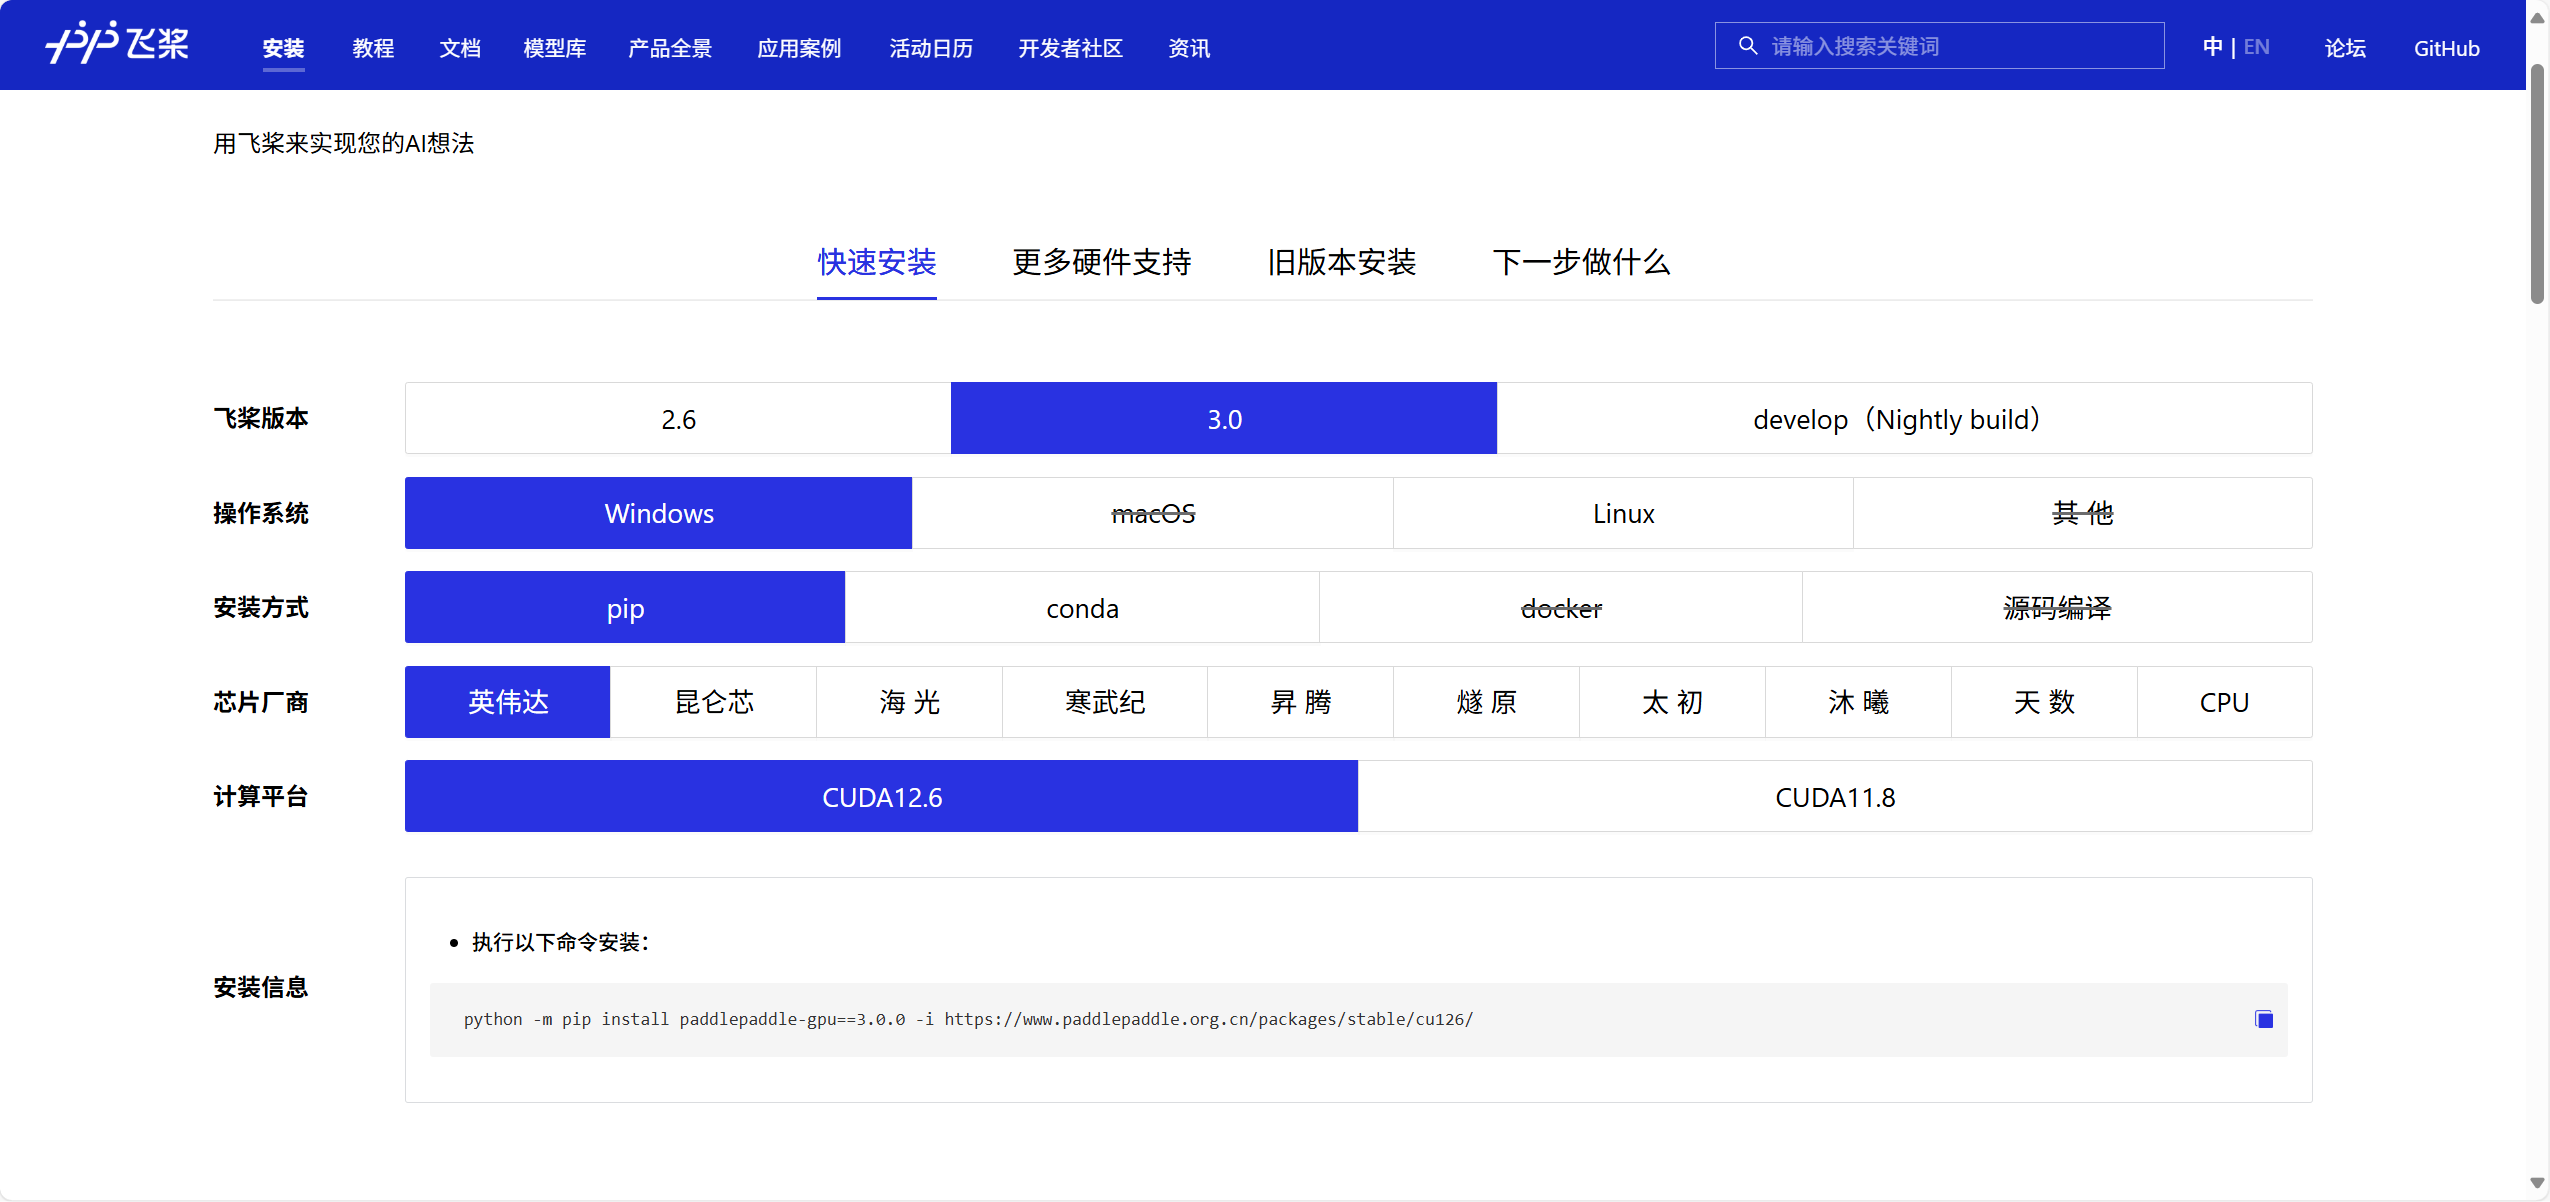 飞桨 安装 教程 文档 模型库 产品全景 应用案例 活动日历 开发者社区 资讯 请输入搜索关键词 中 | EN 论坛 GitHub
用飞桨来实现您的AI想法
快速安装 更多硬件支持 旧版本安装 下一步做什么
飞桨版本 2.6 3.0 develop（Nightly build）
操作系统 Windows macOS Linux 其 他
安装方式 pip conda docker 源码编译
芯片厂商 英伟达 昆仑芯 海 光 寒武纪 昇 腾 燧 原 太 初 沐 曦 天 数 CPU
计算平台 CUDA12.6 CUDA11.8
执行以下命令安装：
安装信息
python -m pip install paddlepaddle-gpu==3.0.0 -i https://www.paddlepaddle.org.cn/packages/stable/cu126/